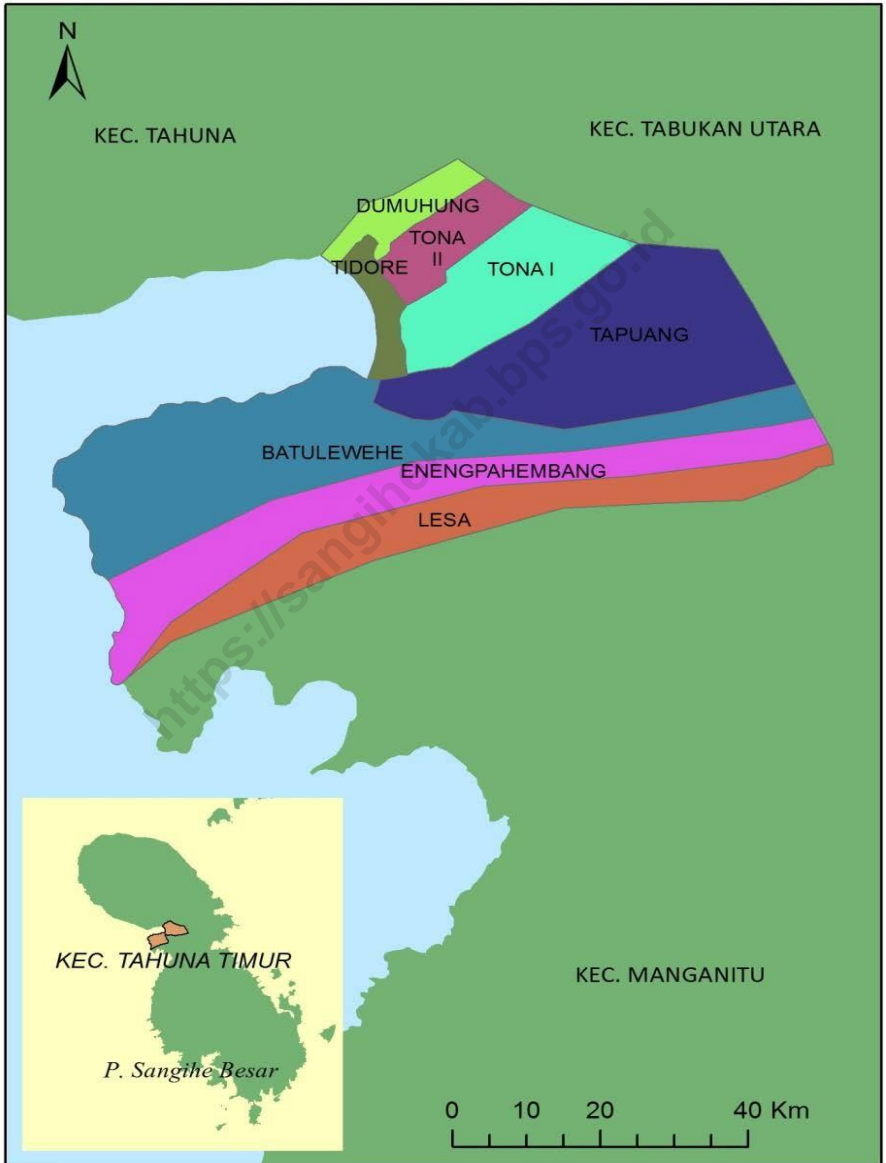 N
KEC. TAHUNA
KEC. TABUKAN UTARA
DUMUHUNG
TONA
II
TIDORE
TONA I
TAPUANG
BATULEWEHE
ENENGPAHEMBANG
LESA
https://sangihekab.bps.go.id
KEC. TAHUNA TIMUR
P. Sangihe Besar
KEC. MANGANITU
0 10 20 40 Km